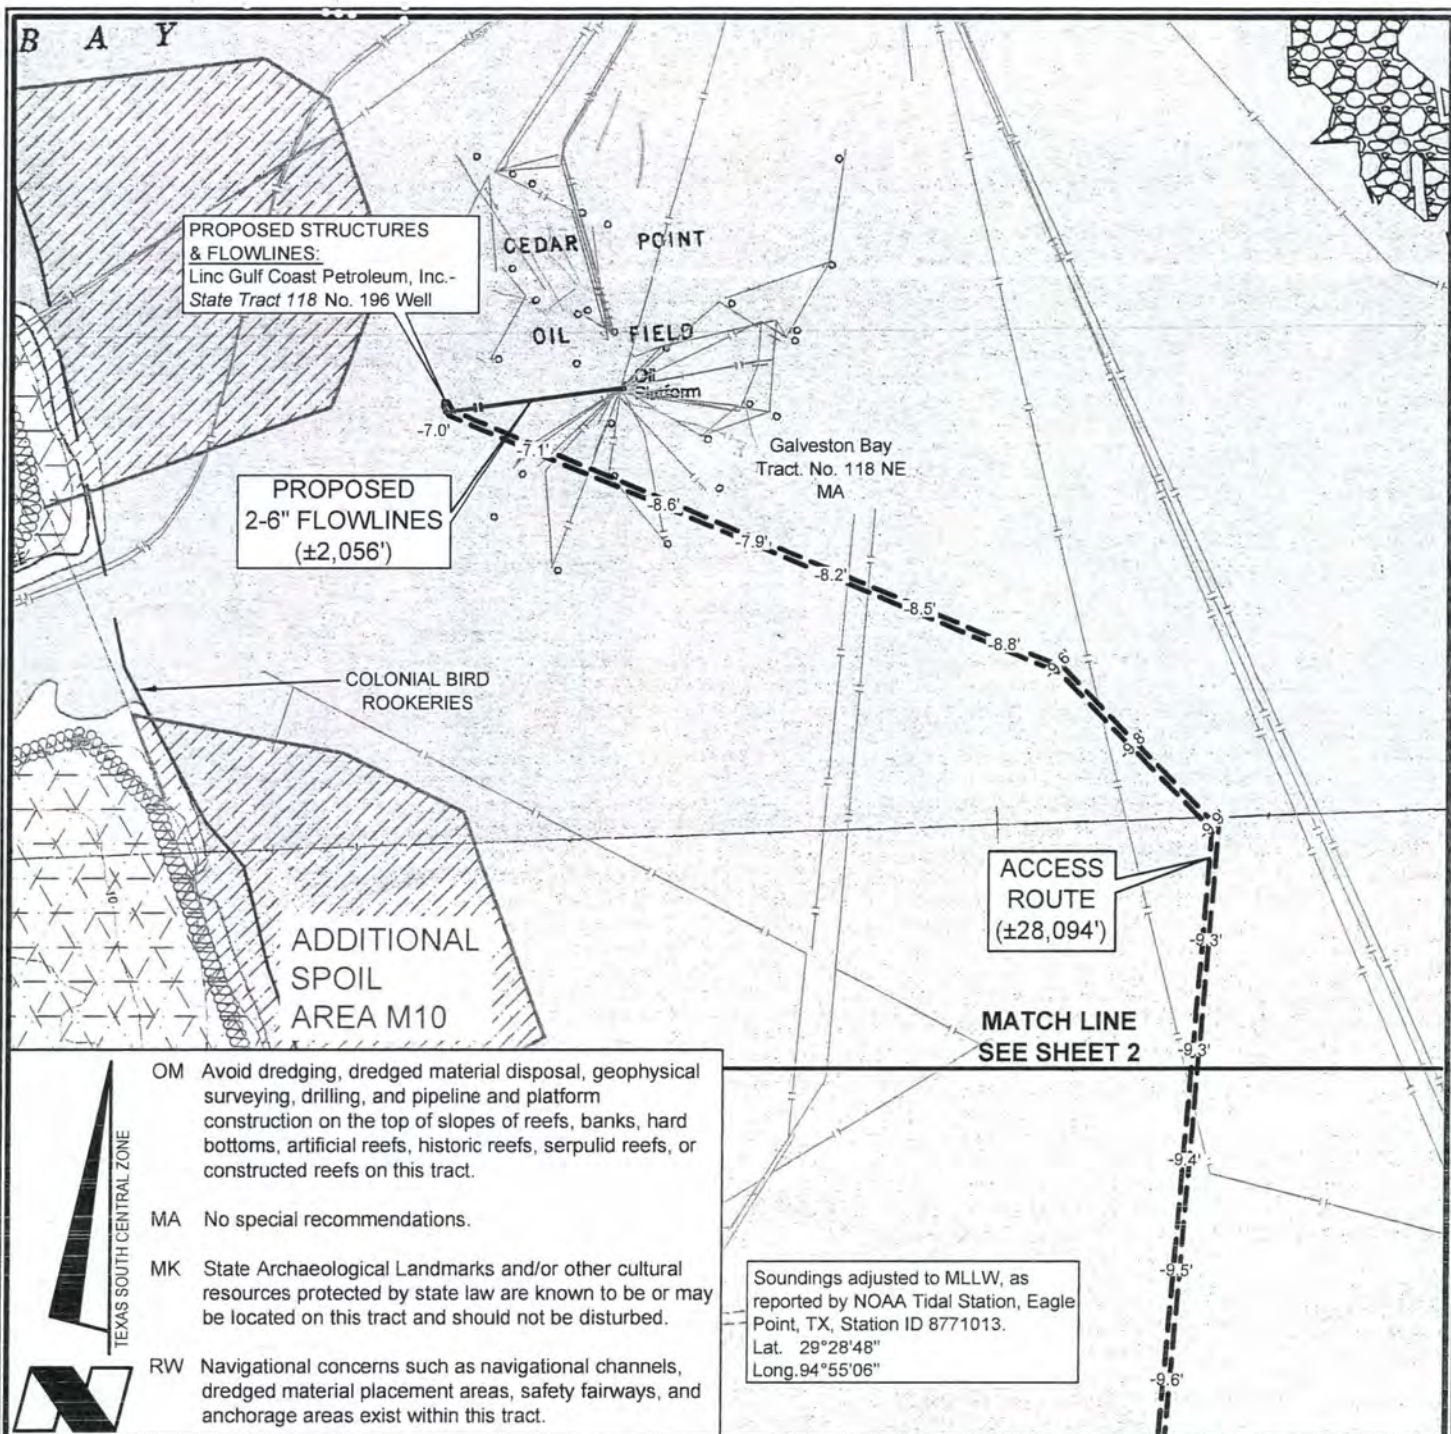 B A Y
PROPOSED STRUCTURES
& FLOWLINES:
Linc Gulf Coast Petroleum, Inc.-
State Tract 118 No. 196 Well
CEDAR POINT
OIL FIELD
Oil
Platform
-7.0'
-7.1'
-8.6'
-7.9'
-8.2'
-8.5'
-8.8'
Galveston Bay
Tract. No. 118 NE
MA
PROPOSED
2-6" FLOWLINES
(±2,056')
COLONIAL BIRD
ROOKERIES
ACCESS
ROUTE
(±28,094')
-9.3'
ADDITIONAL
SPOIL
AREA M10
MATCH LINE
SEE SHEET 2
-9.3'
-9.4'
-9.5'
-9.6'
TEXAS SOUTH CENTRAL ZONE
OM Avoid dredging, dredged material disposal, geophysical
surveying, drilling, and pipeline and platform
construction on the top of slopes of reefs, banks, hard
bottoms, artificial reefs, historic reefs, serpulid reefs, or
constructed reefs on this tract.
MA No special recommendations.
MK State Archaeological Landmarks and/or other cultural
resources protected by state law are known to be or may
be located on this tract and should not be disturbed.
RW Navigational concerns such as navigational channels,
dredged material placement areas, safety fairways, and
anchorage areas exist within this tract.
Soundings adjusted to MLLW, as
reported by NOAA Tidal Station, Eagle
Point, TX, Station ID 8771013.
Lat. 29°28'48"
Long.94°55'06"